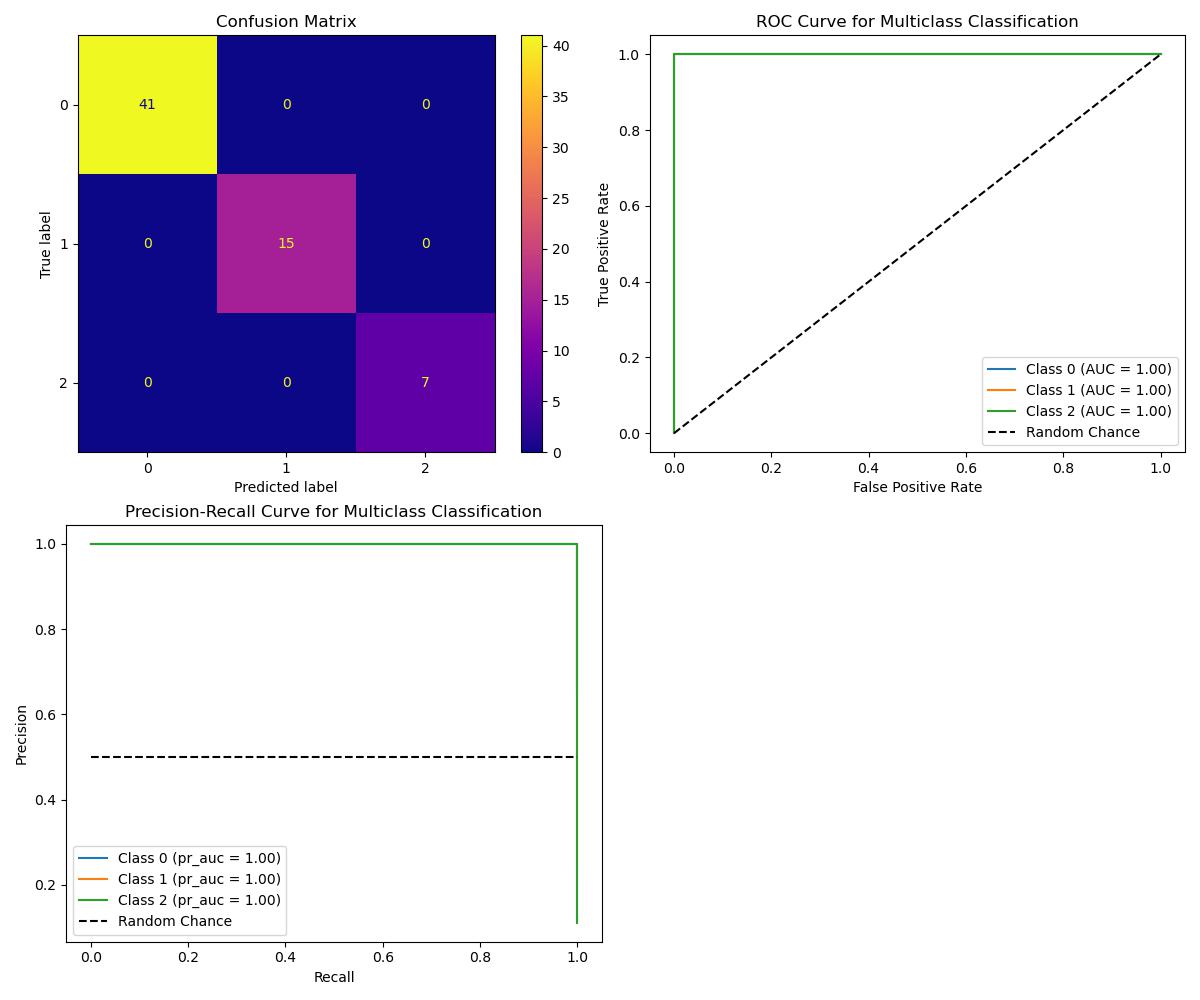 Confusion Matrix
41 0 0
0 15 0
0 0 7
0
1
2
True label
0 1 2
Predicted label
40
35
30
25
20
15
10
5
0
ROC Curve for Multiclass Classification
1.0
0.8
0.6
0.4
0.2
0.0
True Positive Rate
Class 0 (AUC = 1.00)
Class 1 (AUC = 1.00)
Class 2 (AUC = 1.00)
Random Chance
0.0 0.2 0.4 0.6 0.8 1.0
False Positive Rate
Precision-Recall Curve for Multiclass Classification
1.0
0.8
0.6
0.4
0.2
Precision
Class 0 (pr_auc = 1.00)
Class 1 (pr_auc = 1.00)
Class 2 (pr_auc = 1.00)
Random Chance
0.0 0.2 0.4 0.6 0.8 1.0
Recall